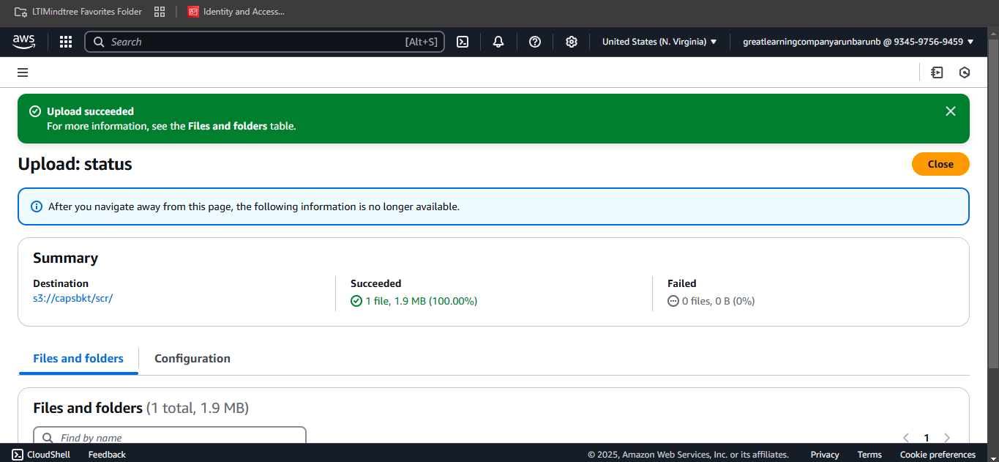 LTIMindtree Favorites Folder
Identity and Access...
aws
Search [Alt+S]
United States (N. Virginia)
greatlearningcompanyarunbarunb @ 9345-9756-9459
Upload succeeded
For more information, see the Files and folders table.
Upload: status
Close
After you navigate away from this page, the following information is no longer available.
Summary
Destination
s3://capsbkt/scr/
Succeeded
1 file, 1.9 MB (100.00%)
Failed
0 files, 0 B (0%)
Files and folders
Configuration
Files and folders (1 total, 1.9 MB)
Find by name
1
CloudShell
Feedback
© 2025, Amazon Web Services, Inc. or its affiliates.
Privacy
Terms
Cookie preferences